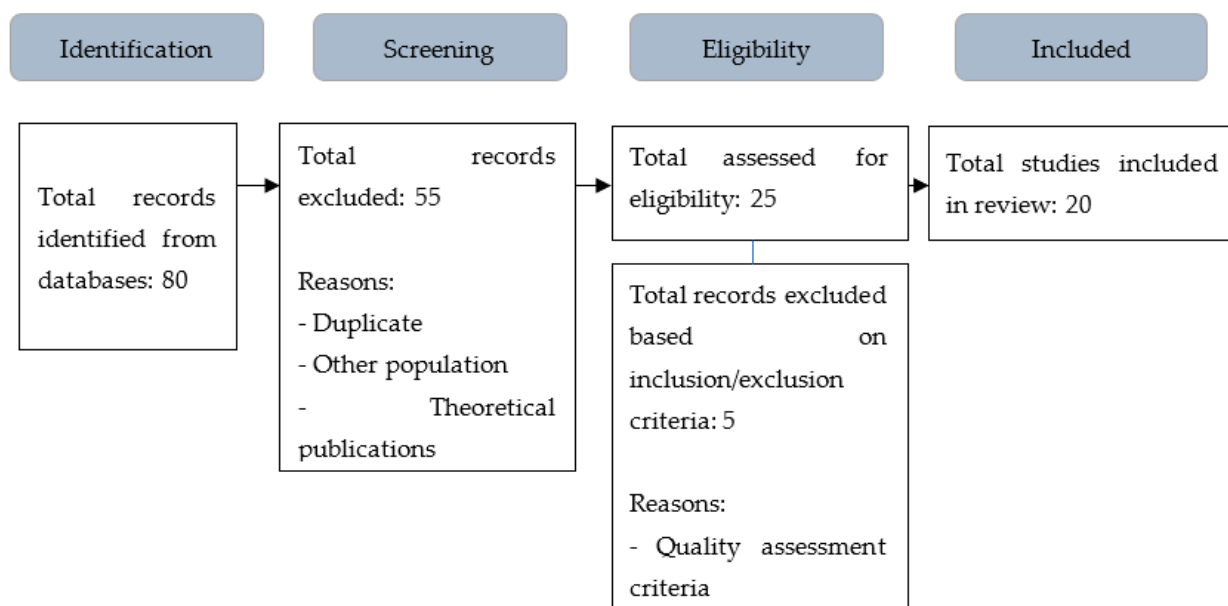 Identification
Screening
Eligibility
Included
Total records
identified from
databases: 80
Total records
excluded: 55
Reasons:
- Duplicate
- Other population
- Theoretical
publications
Total assessed for
eligibility: 25
Total records excluded
based on
inclusion/exclusion
criteria: 5
Reasons:
- Quality assessment
criteria
Total studies included
in review: 20